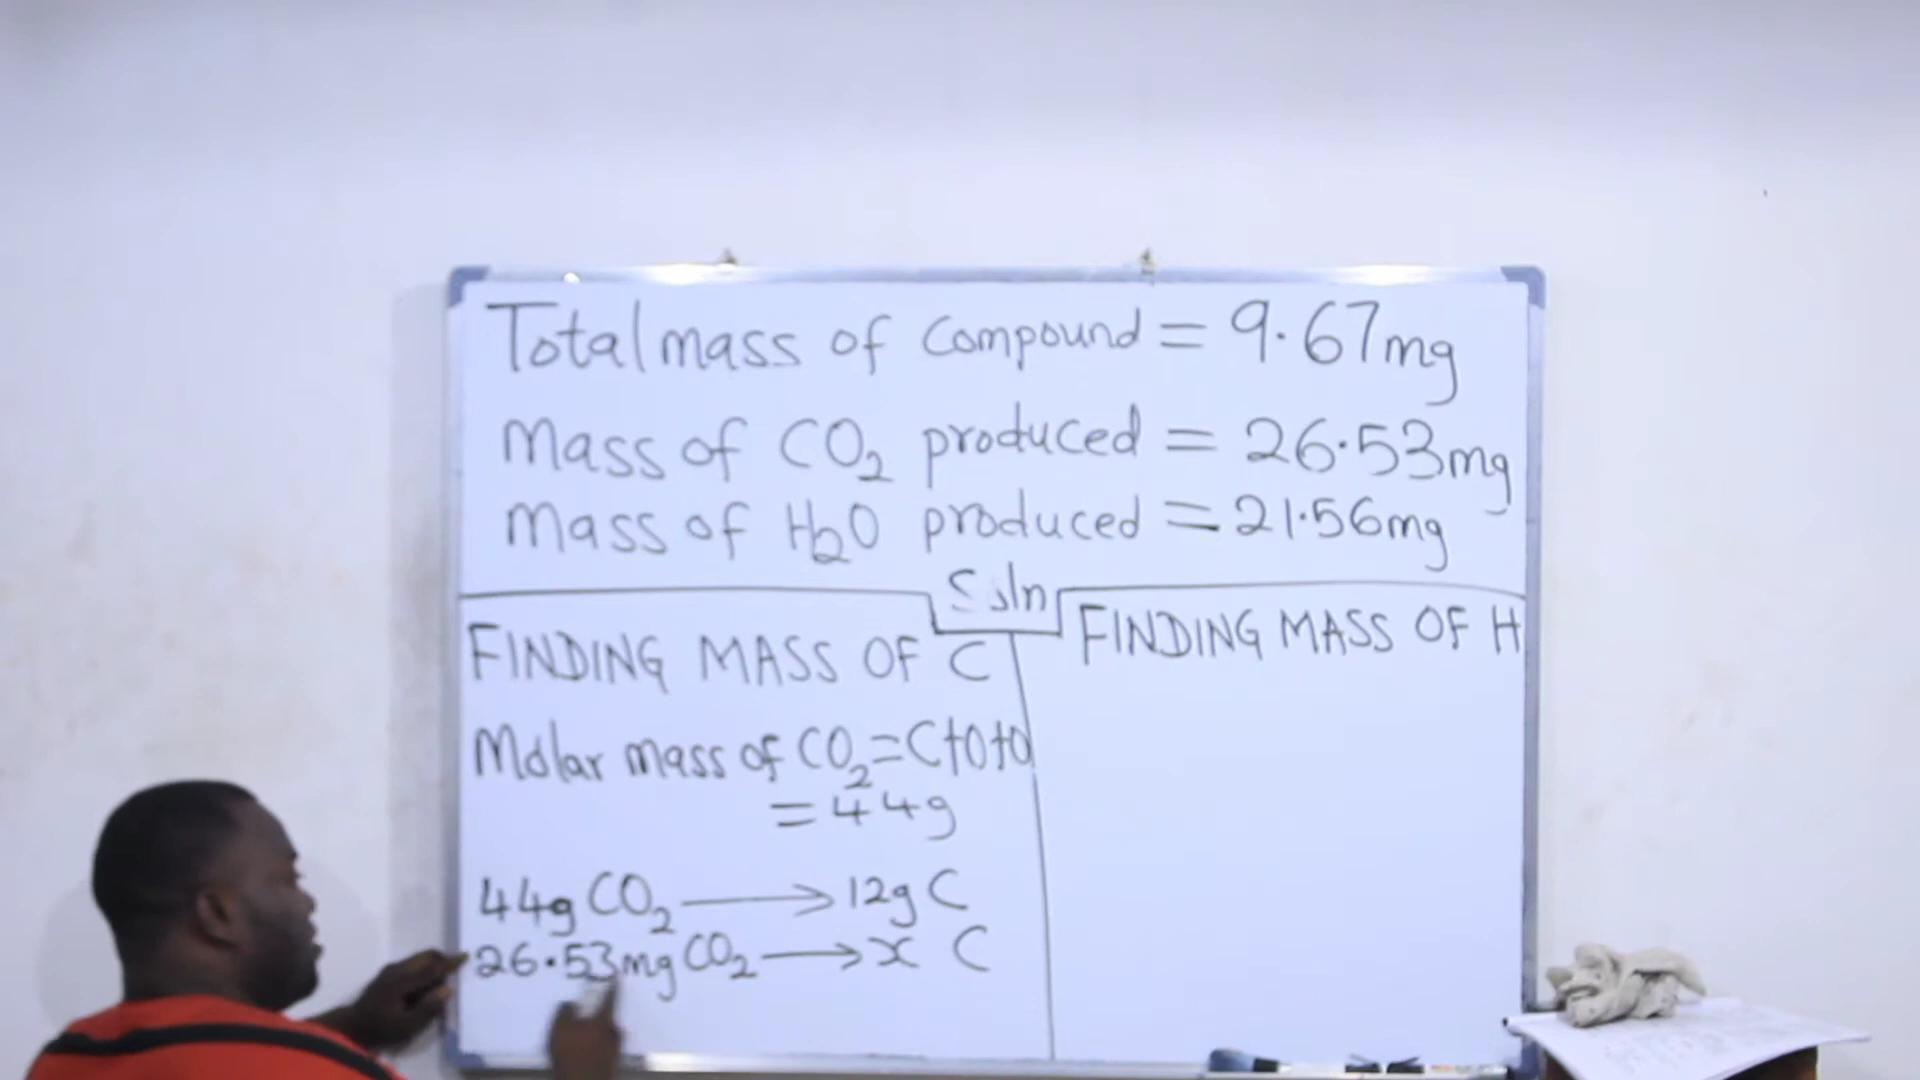 Total mass of compound = 9.67mg
Mass of CO₂ produced = 26.53mg
Mass of H₂O produced = 21.56mg
Soln
FINDING MASS OF C
Molar mass of CO₂=C+O+O
=44g
44g CO₂ → 12g C
26.53mg CO₂ → x C
FINDING MASS OF H